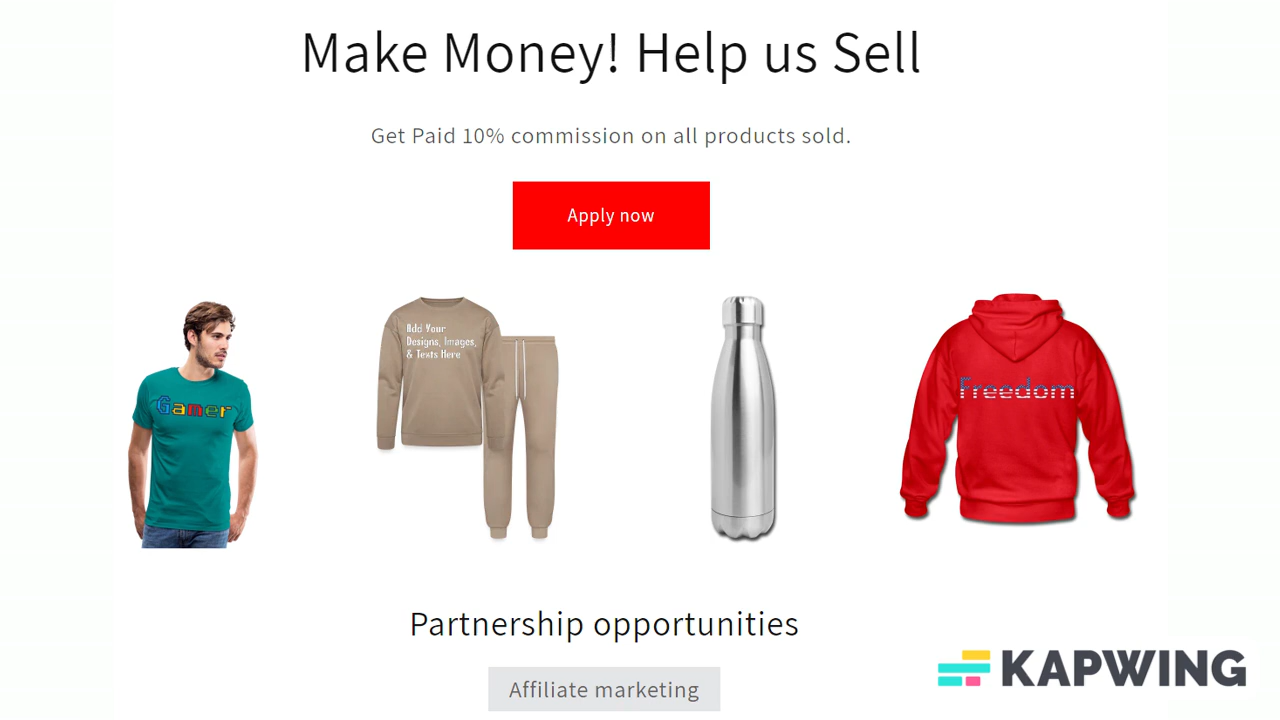 Make Money! Help us Sell
Get Paid 10% commission on all products sold.
Apply now
Gamer
Add Your
Designs, Images,
& Texts Here
Freedom
Partnership opportunities
Affiliate marketing
KAPWING